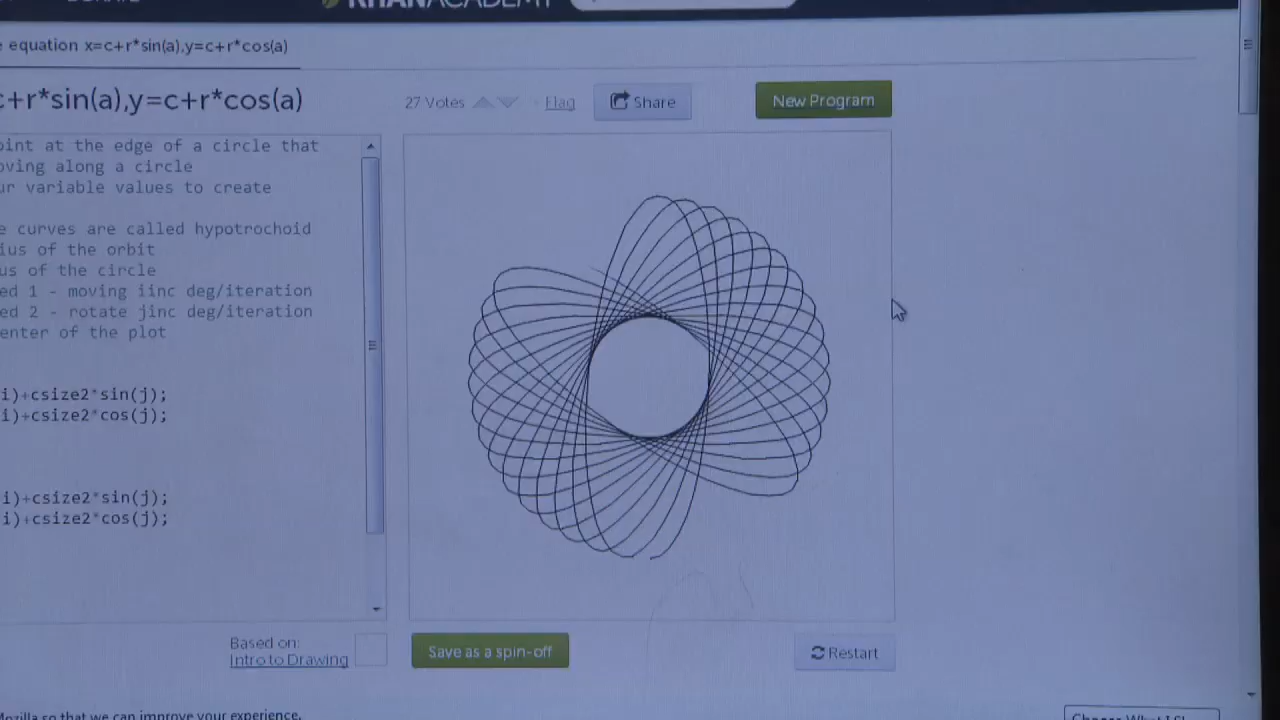 KHANACADEMY
equation x=c+r*sin(a),y=c+r*cos(a)
c+r*sin(a),y=c+r*cos(a)
27 Votes
Flag
Share
New Program
oint at the edge of a circle that
oving along a circle
ur variable values to create
e curves are called hypotrochoid
ius of the orbit
us of the circle
ed 1 - moving iinc deg/iteration
ed 2 - rotate jinc deg/iteration
enter of the plot
i)+csize2*sin(j);
i)+csize2*cos(j);
i)+csize2*sin(j);
i)+csize2*cos(j);
Based on:
Intro to Drawing
Save as a spin-off
Restart
Mozilla so that we can improve your experience.
Choose What I Sh